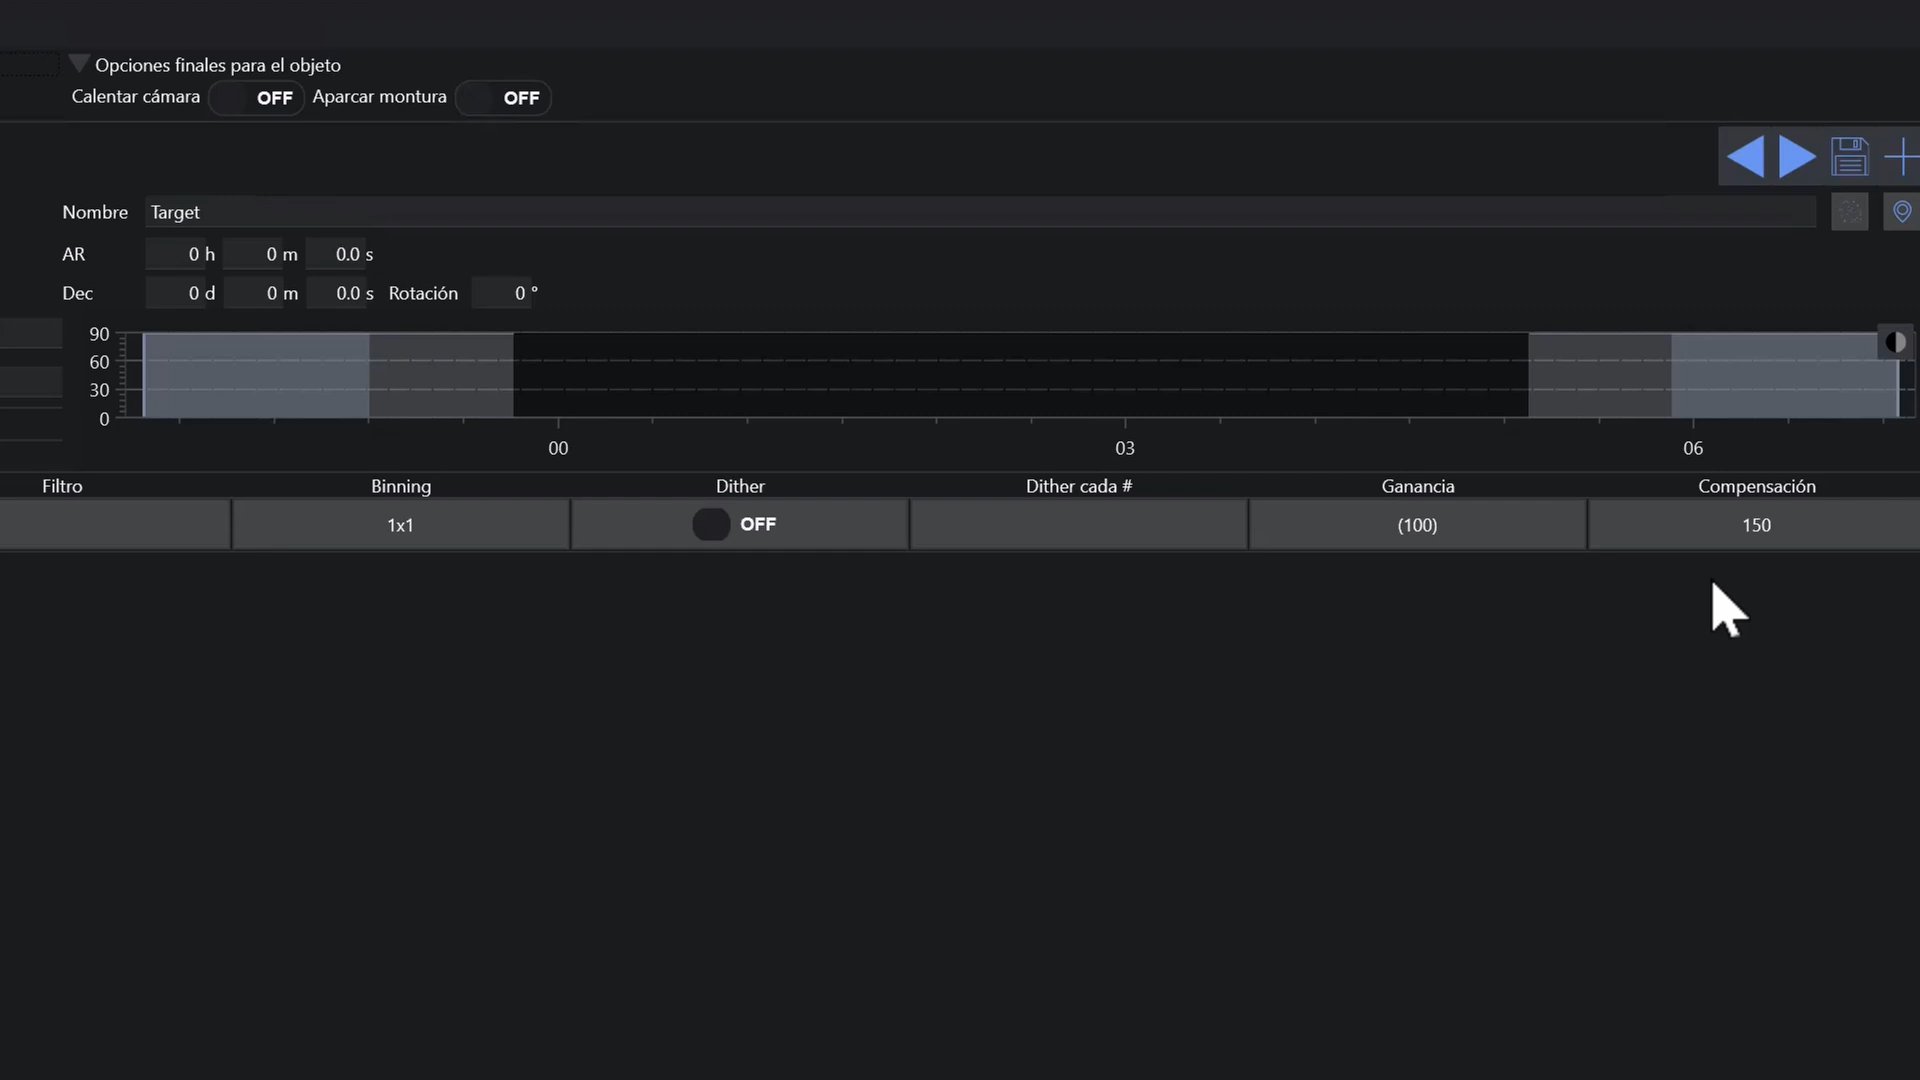 Opciones finales para el objeto
Calentar cámara OFF Aparcar montura OFF
Nombre Target
AR 0 h 0 m 0.0 s
Dec 0 d 0 m 0.0 s Rotación 0 °
90
60
30
0
00 03 06
Filtro Binning Dither Dither cada # Ganancia Compensación
1x1 OFF (100) 150